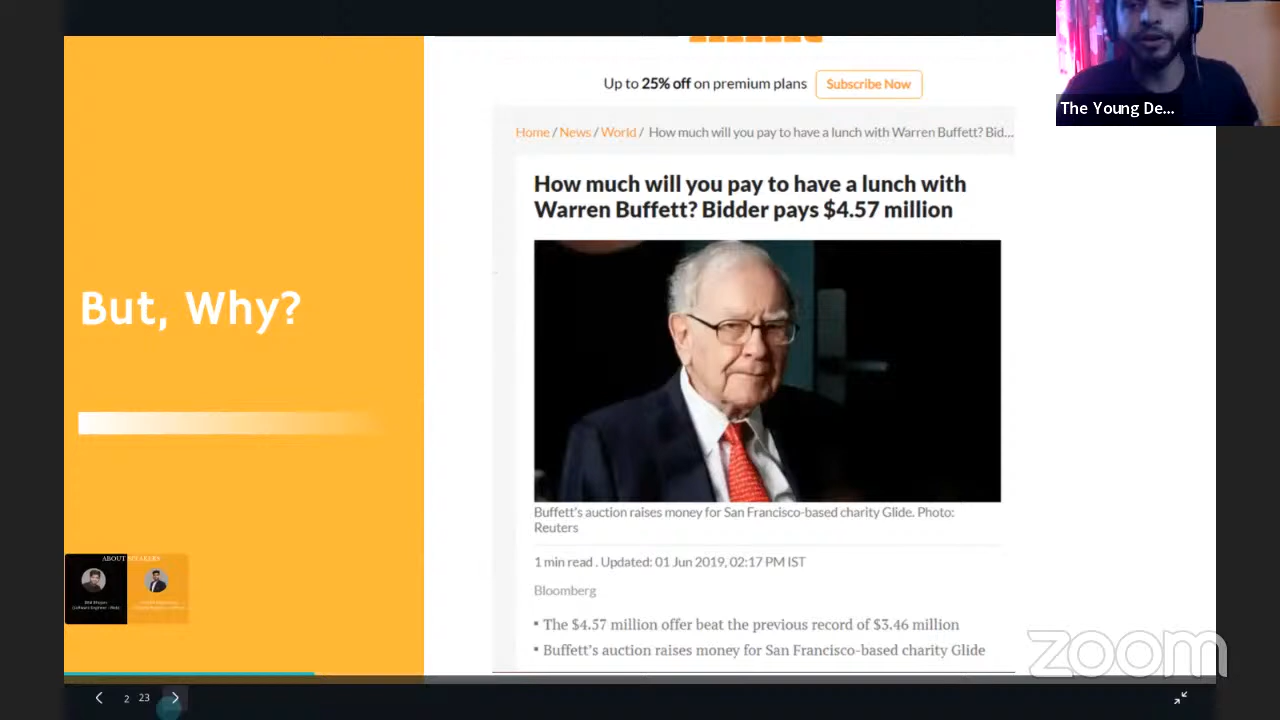 Up to 25% off on premium plans Subscribe Now
The Young De...
Home / News / World / How much will you pay to have a lunch with Warren Buffett? Bid...
How much will you pay to have a lunch with
Warren Buffett? Bidder pays $4.57 million
But, Why?
Buffett's auction raises money for San Francisco-based charity Glide. Photo:
Reuters
1 min read . Updated: 01 Jun 2019, 02:17 PM IST
Bloomberg
▪ The $4.57 million offer beat the previous record of $3.46 million
▪ Buffett's auction raises money for San Francisco-based charity Glide
ABOUT SPEAKERS
zoom
2 23